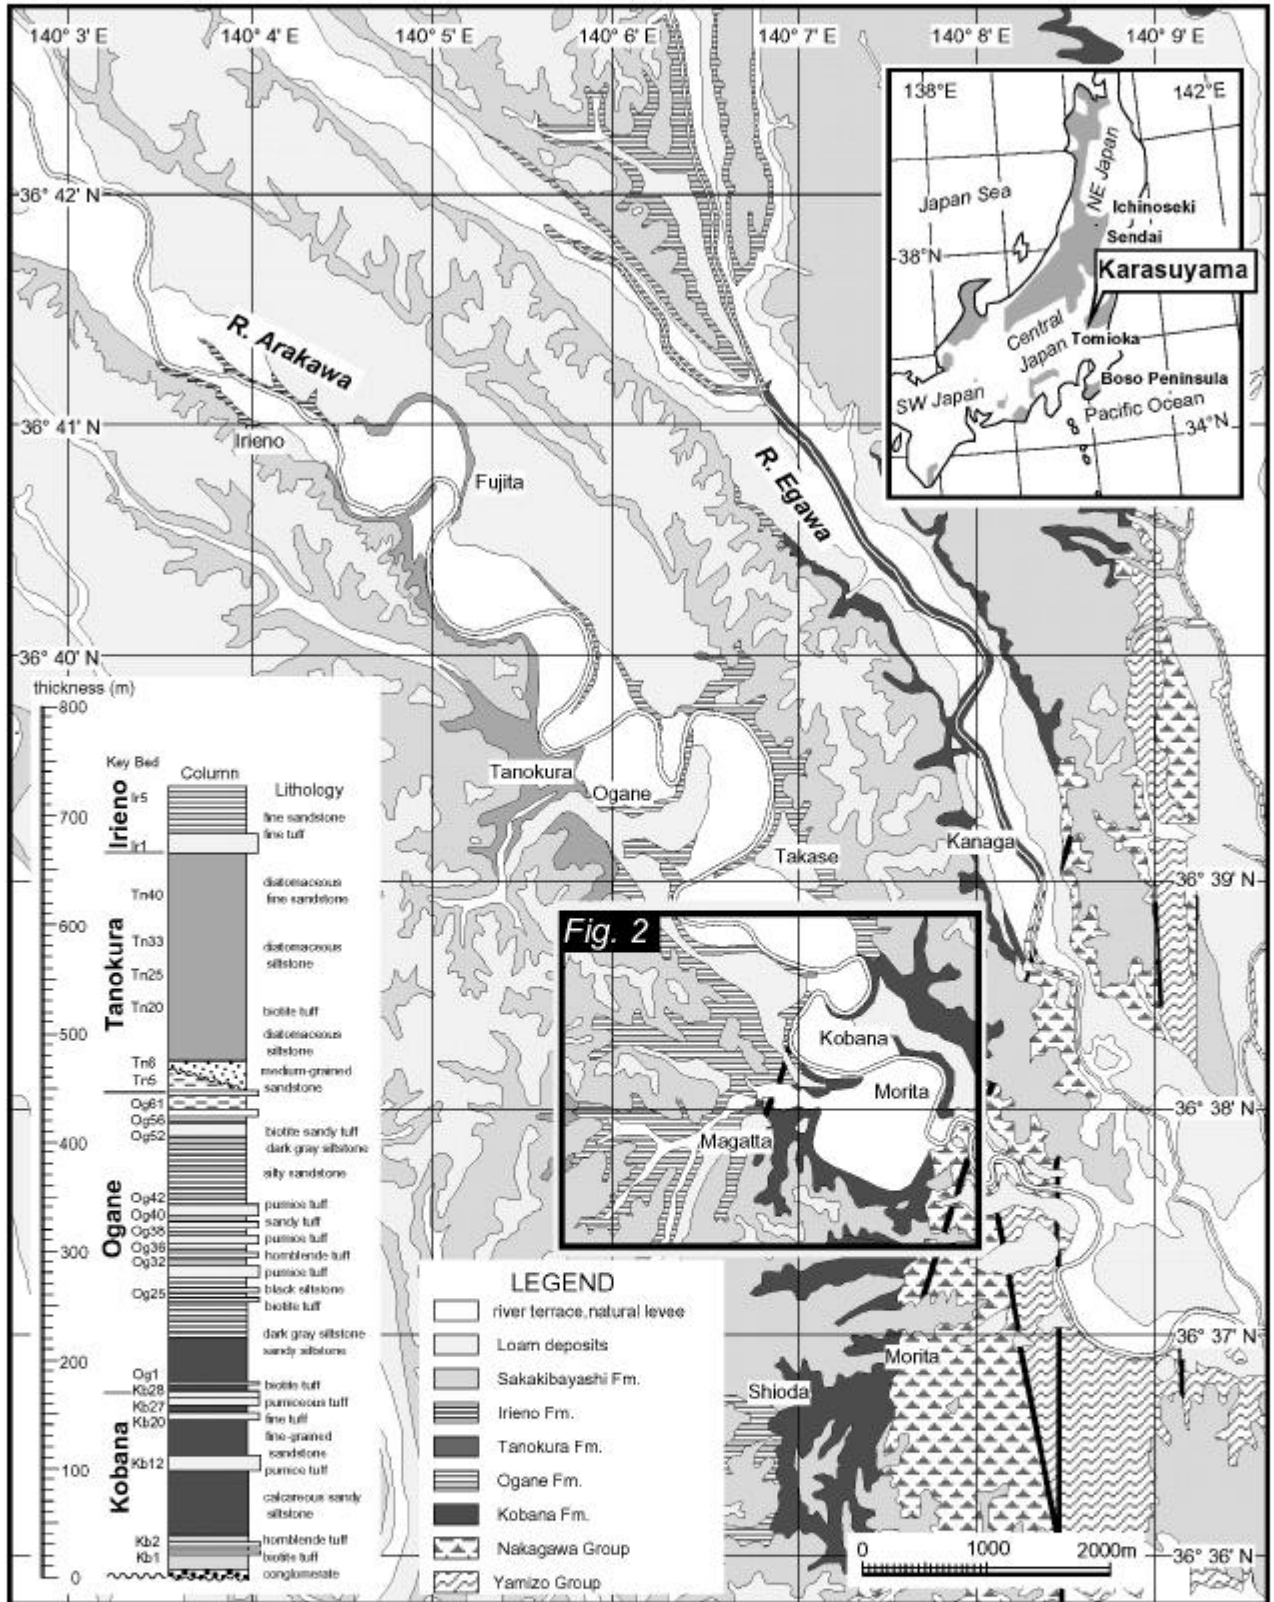 140° 3' E
140° 4' E
140° 5' E
140° 6' E
140° 7' E
140° 8' E
140° 9' E
138°E
142°E
Japan Sea
NE Japan
Ichinoseki
Sendai
38°N
Karasuyama
Central
Japan
Tomioka
Boso Peninsula
SW Japan
Pacific Ocean
34°N
36° 42' N
R. Arakawa
36° 41' N
Irieno
Fujita
R. Egawa
36° 40' N
Tanokura
Ogane
Takase
Kanaga
36° 39' N
Fig. 2
Kobana
Morita
Magatta
36° 38' N
36° 37' N
Morita
Shioda
36° 36' N
0 1000 2000m
thickness (m)
800
700
600
500
400
300
200
100
0
Key Bed
Column
Lithology
Irieno
Tanokura
Ogane
Kobana
Ir5
Ir1
Tn40
Tn33
Tn25
Tn20
Tn6
Tn5
Og61
Og56
Og52
Og42
Og40
Og38
Og36
Og32
Og25
Og1
Kb28
Kb27
Kb20
Kb12
Kb2
Kb1
fine sandstone
fine tuff
diatomaceous
fine sandstone
diatomaceous
siltstone
biotite tuff
diatomaceous
siltstone
medium-grained
sandstone
biotite sandy tuff
dark gray siltstone
silty sandstone
pumice tuff
sandy tuff
pumice tuff
hornblende tuff
pumice tuff
black siltstone
biotite tuff
dark gray siltstone
sandy siltstone
biotite tuff
pumiceous tuff
fine tuff
fine-grained
sandstone
pumice tuff
calcareous sandy
siltstone
hornblende tuff
biotite tuff
conglomerate
LEGEND
river terrace,natural levee
Loam deposits
Sakakibayashi Fm.
Irieno Fm.
Tanokura Fm.
Ogane Fm.
Kobana Fm.
Nakagawa Group
Yamizo Group